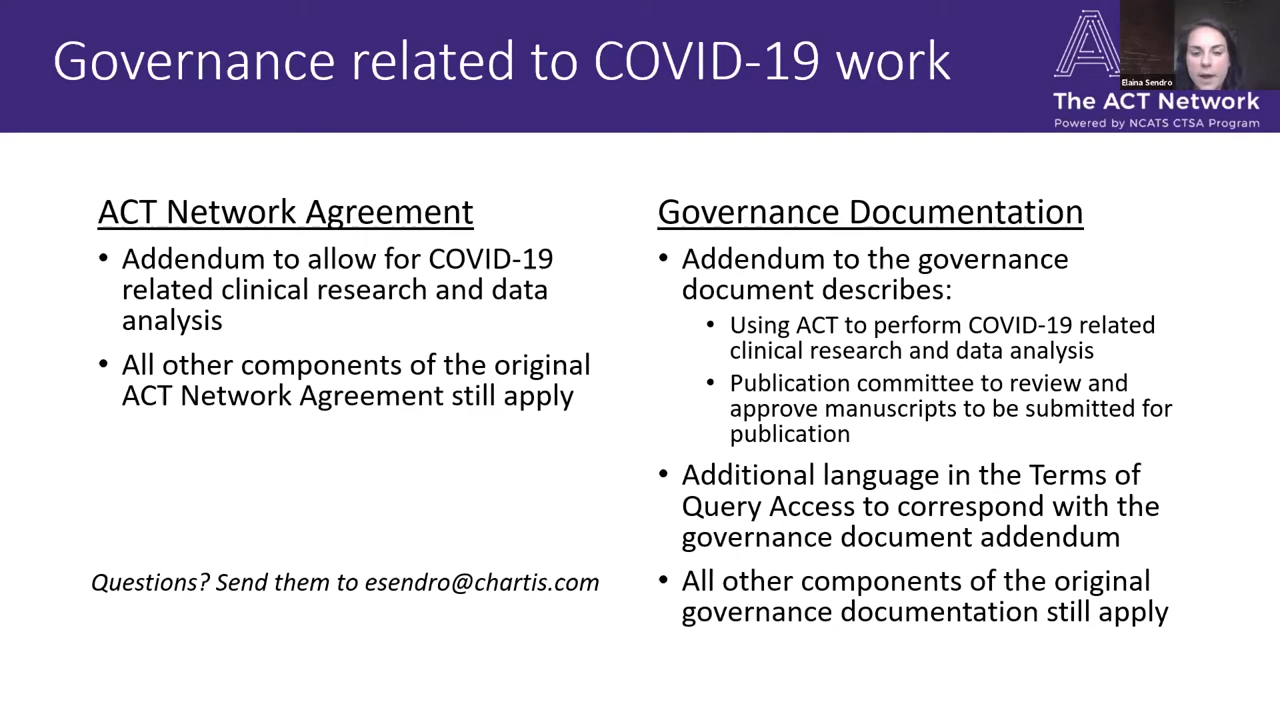 Governance related to COVID-19 work
Elaina Sendro
The ACT Network
Powered by NCATS CTSA Program
ACT Network Agreement
• Addendum to allow for COVID-19
related clinical research and data
analysis
• All other components of the original
ACT Network Agreement still apply
Questions? Send them to esendro@chartis.com
Governance Documentation
• Addendum to the governance
document describes:
• Using ACT to perform COVID-19 related
clinical research and data analysis
• Publication committee to review and
approve manuscripts to be submitted for
publication
• Additional language in the Terms of
Query Access to correspond with the
governance document addendum
• All other components of the original
governance documentation still apply